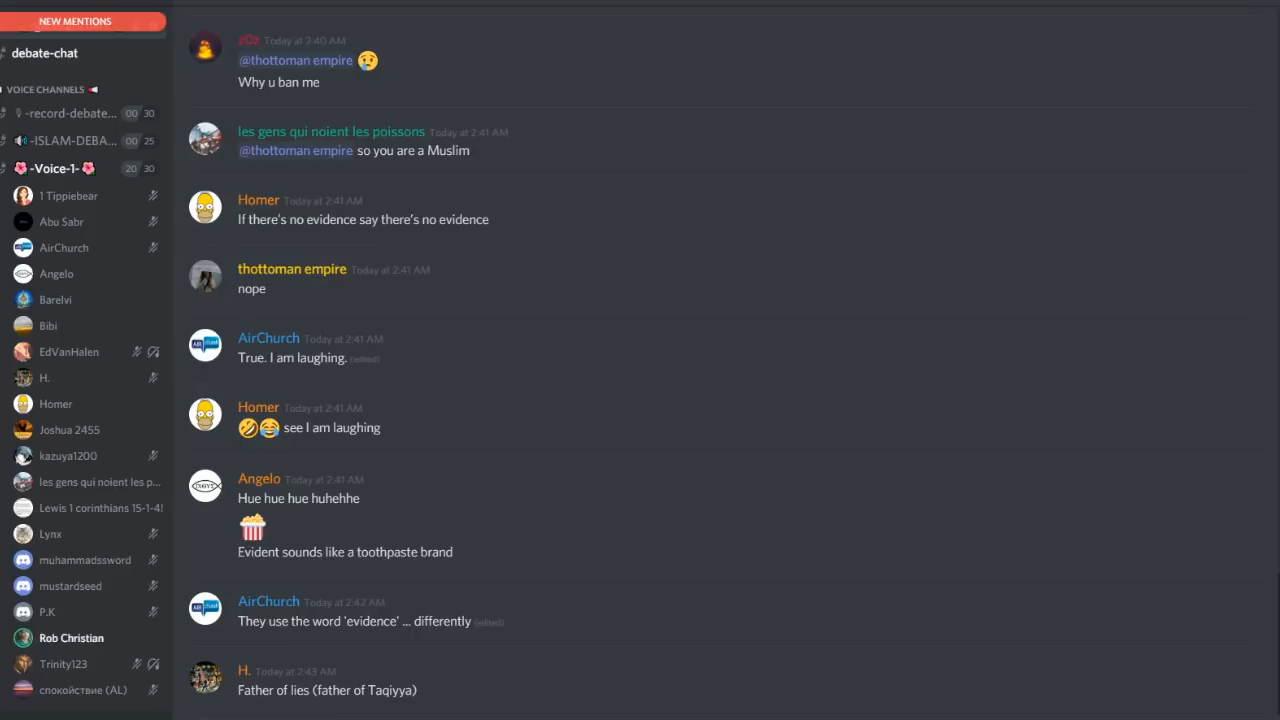 NEW MENTIONS
debate-chat
VOICE CHANNELS
-record-debate... 00 30
-ISLAM-DEBA... 00 25
-Voice-1- 20 30
1 Tippiebear
Abu Sabr
AirChurch
Angelo
Barelvi
Bibi
EdVanHalen
H.
Homer
Joshua 2455
kazuya1200
les gens qui noient les p...
Lewis 1 corinthians 15-1-4!
Lynx
muhammadssword
mustardseed
P.K
Rob Christian
Trinity123
спокойствие (AL)
Today at 2:40 AM
@thottoman empire 😢
Why u ban me
les gens qui noient les poissons Today at 2:41 AM
@thottoman empire so you are a Muslim
Homer Today at 2:41 AM
If there's no evidence say there's no evidence
thottoman empire Today at 2:41 AM
nope
AirChurch Today at 2:41 AM
True. I am laughing. (edited)
Homer Today at 2:41 AM
🤣😂 see I am laughing
Angelo Today at 2:41 AM
Hue hue hue huhehhe
🍿
Evident sounds like a toothpaste brand
AirChurch Today at 2:42 AM
They use the word 'evidence' ... differently (edited)
H. Today at 2:43 AM
Father of lies (father of Taqiyya)